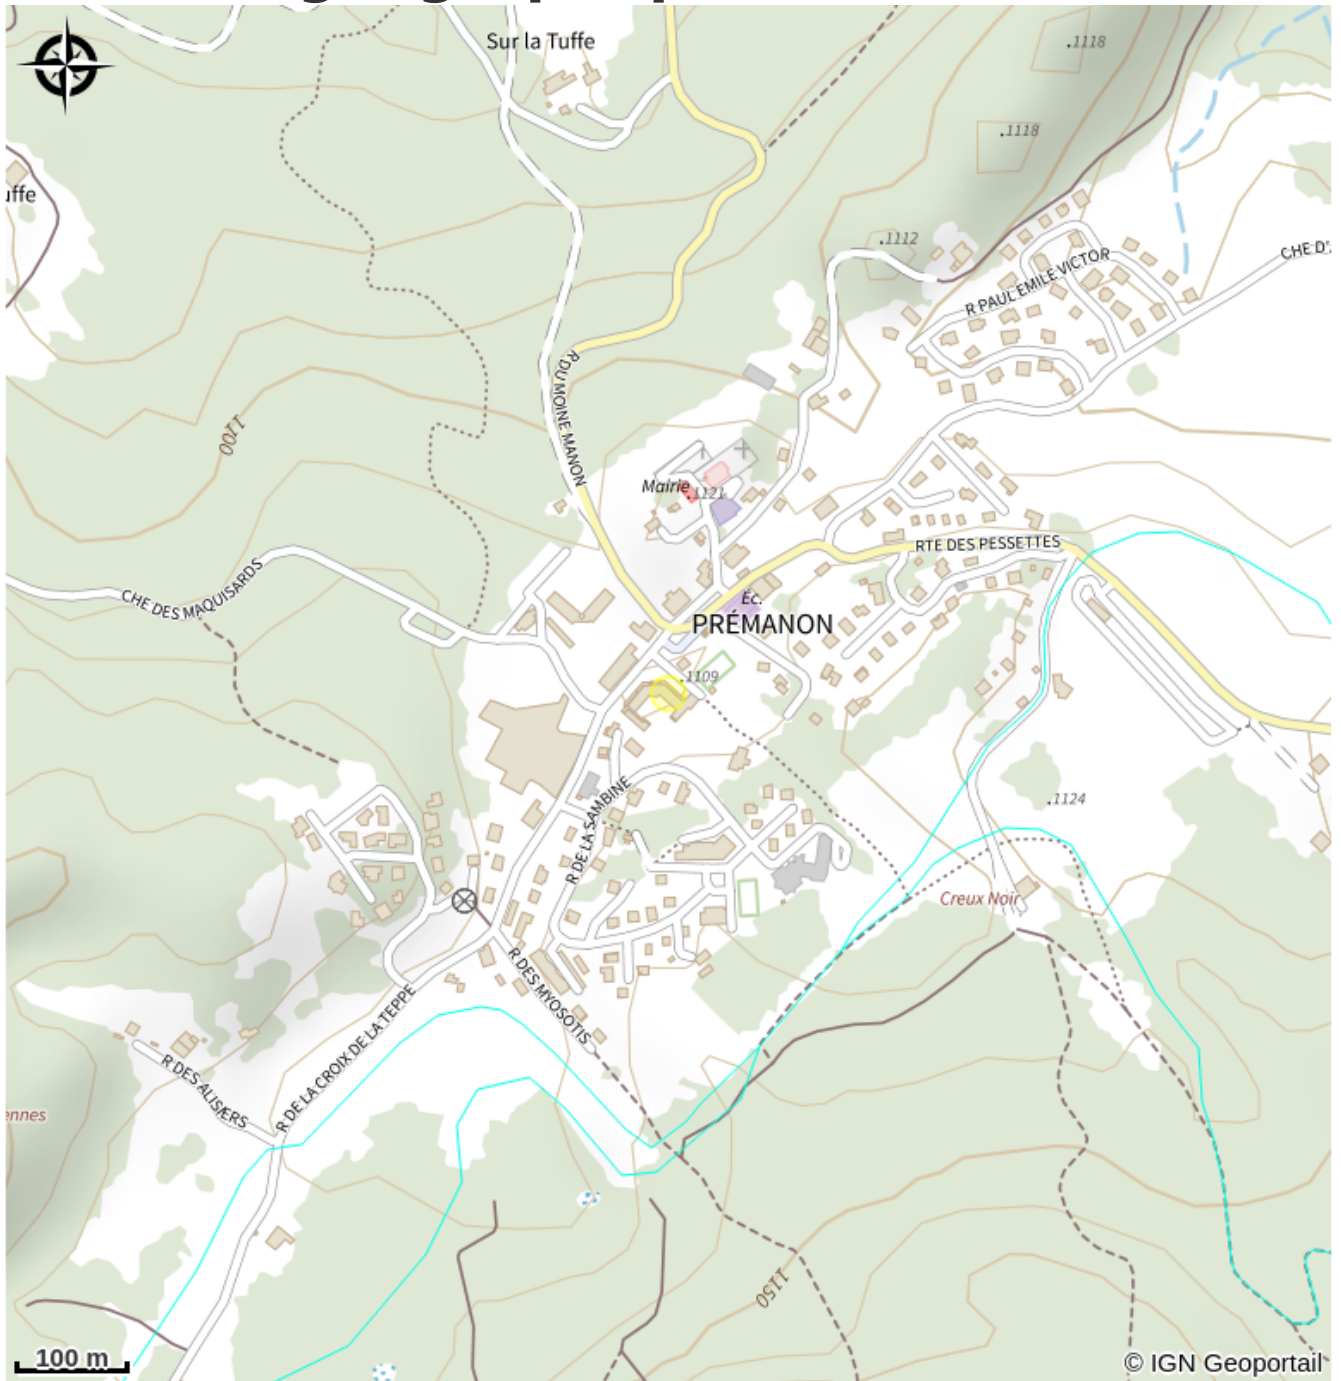 Sur la Tuffe
.1118
.1118
uffe
.1112
CHE D'
R PAUL EMILE VICTOR
R DU MOINE MANON
1100
Mairie
.1121
RTE DES PESSETTES
CHE DES MAQUISARDS
Éc.
PRÉMANON
.1109
.1124
R DE LA SAMBINE
Creux Noir
R DES MYOSOTIS
R DE LA CROIX DE LA TEPPE
R DES ALISIERS
ennes
1150
100 m
© IGN Geoportail